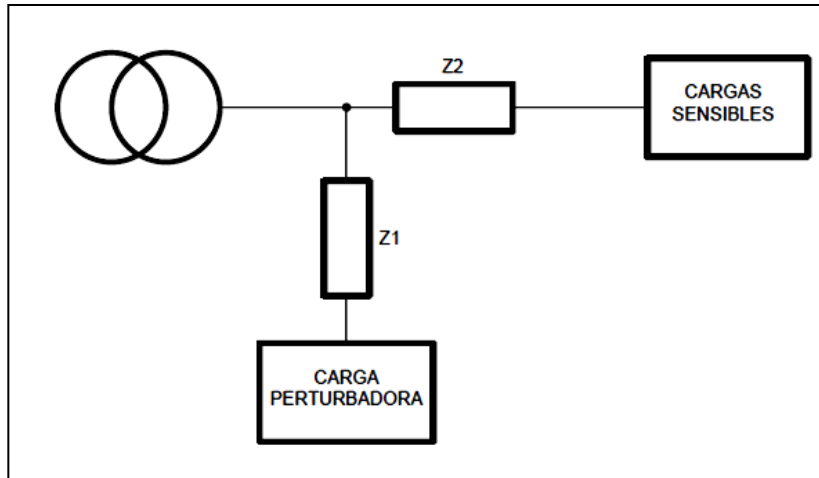 Z2
CARGAS
SENSIBLES
Z1
CARGA
PERTURBADORA